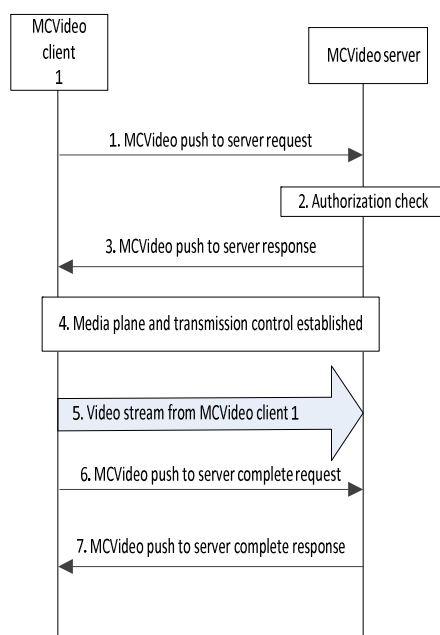 MCVideo
client
1
MCVideo server
1. MCVideo push to server request
2. Authorization check
3. MCVideo push to server response
4. Media plane and transmission control established
5. Video stream from MCVideo client 1
6. MCVideo push to server complete request
7. MCVideo push to server complete response